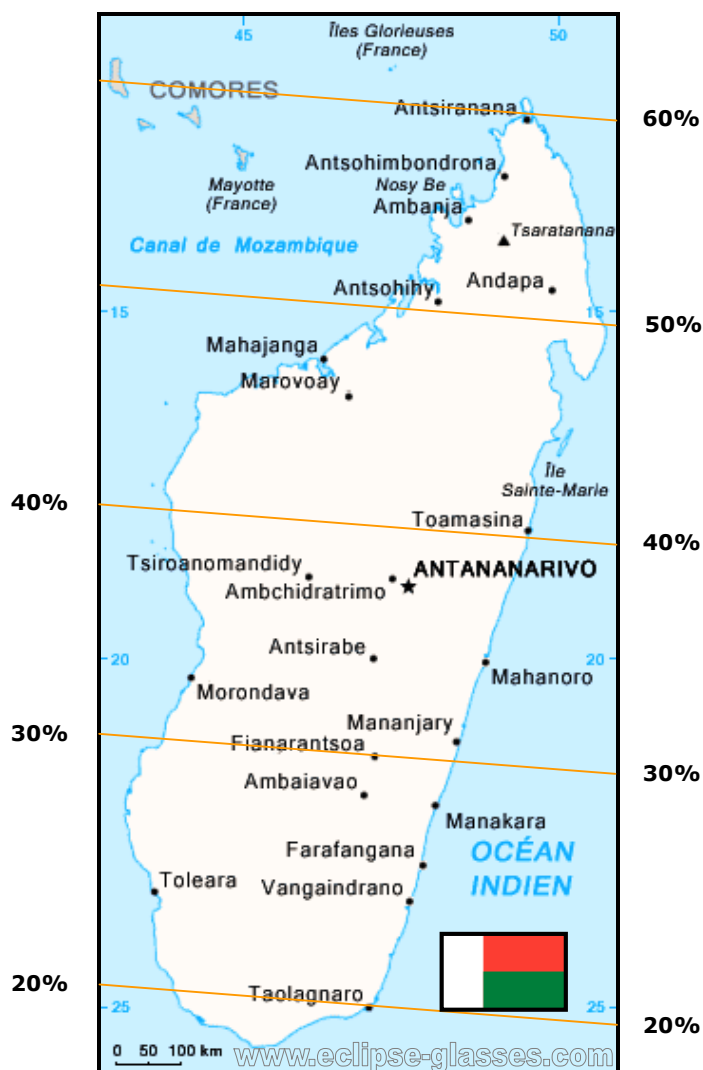 45
Îles Glorieuses
(France)
50
COMORES
Antsiranana
60%
Antsohimbondrona
Mayotte
(France)
Nosy Be
Ambanja
Tsaratanana
Canal de Mozambique
Andapa
Antsohihy
15
15
50%
Mahajanga
Marovoay
Île
Sainte-Marie
40%
Toamasina
40%
Tsiroanomandidy
ANTANANARIVO
Ambchidratrimo
Antsirabe
20
20
Mahanoro
Morondava
Mananjary
30%
Fianarantsoa
30%
Ambaiavao
Manakara
Farafangana
OCÉAN
INDIEN
Toleara
Vangaindrano
20%
Taolagnaro
25
25
20%
0 50 100 km
www.eclipse-glasses.com